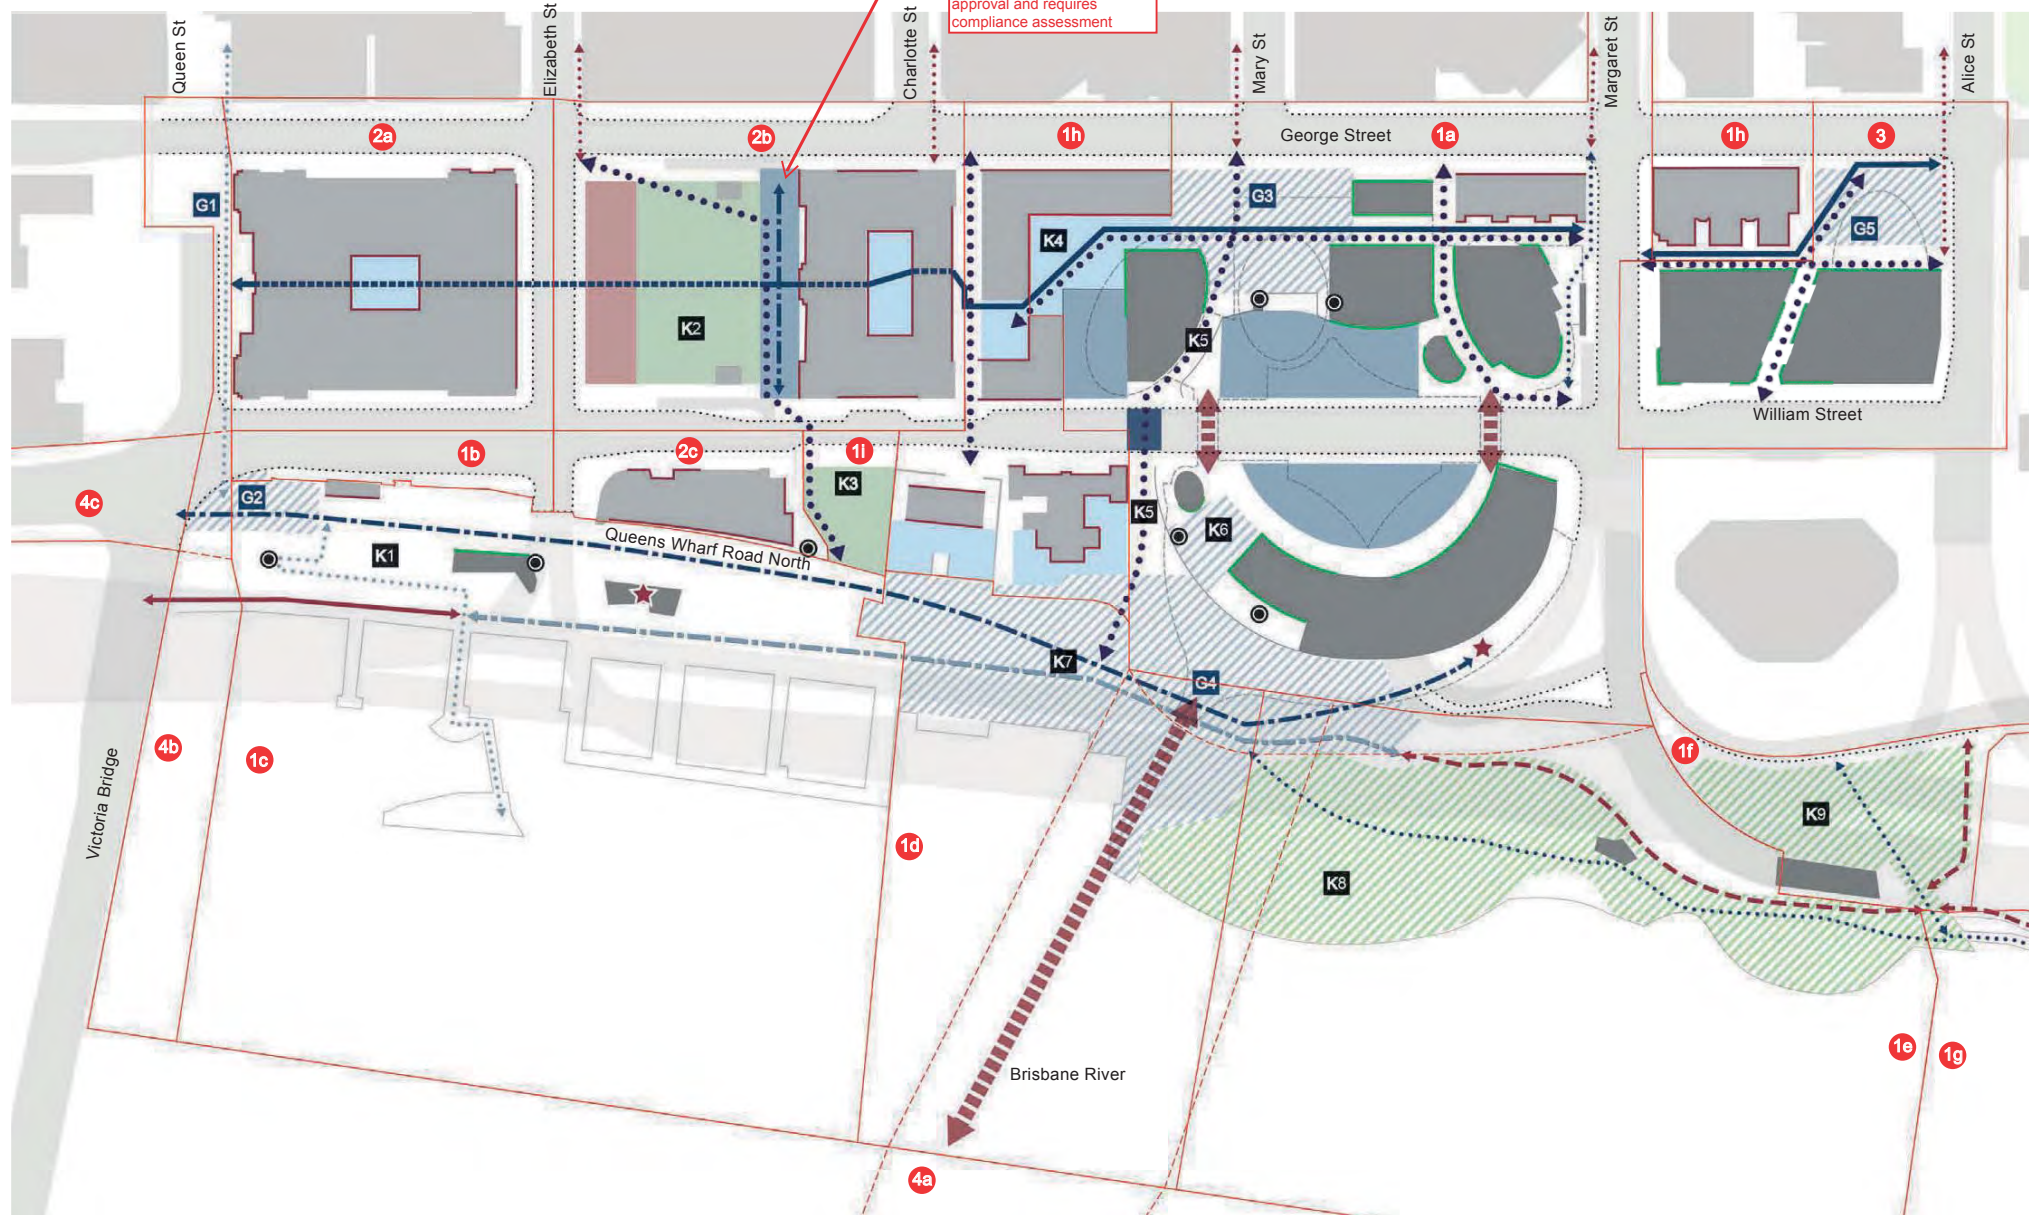 approval and requires
compliance assessment
Queen St
Elizabeth St
Charlotte St
Mary St
Margaret St
Alice St
2a
2b
1h
George Street
1a
1h
3
G1
G3
G5
K4
K2
K5
William Street
1b
2c
1i
K3
4c
G2
K5
K6
K1
Queens Wharf Road North
K7
G4
4b
1c
1f
Victoria Bridge
1d
K9
K8
1e
1g
Brisbane River
4a